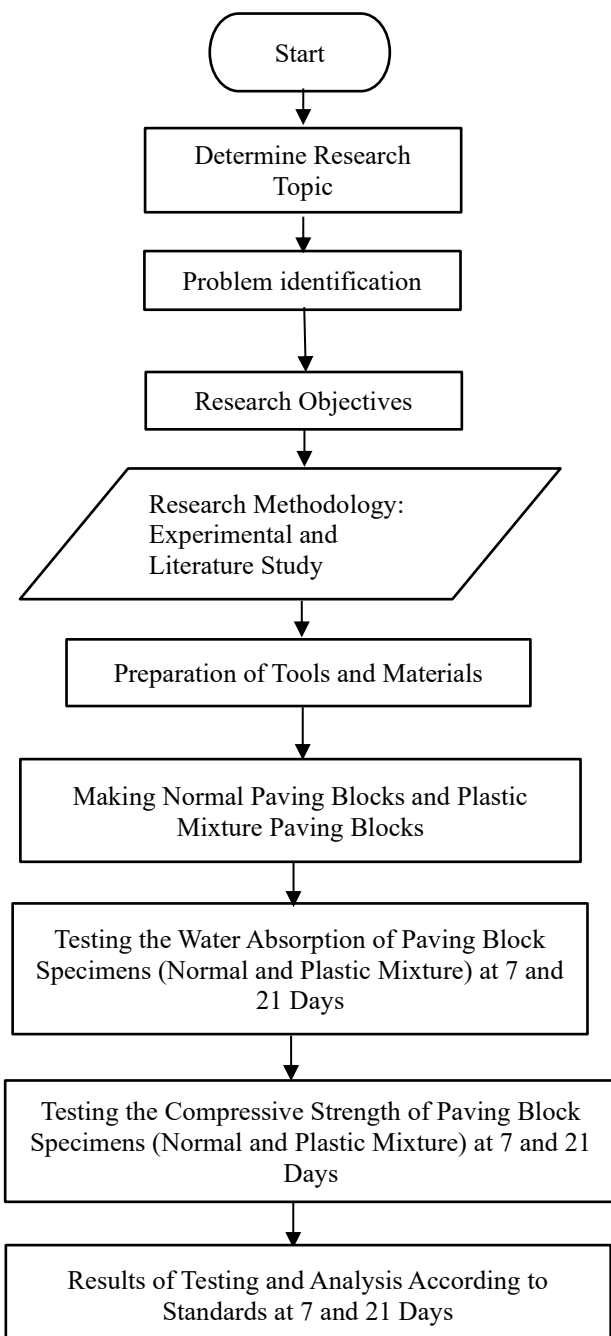 Start
Determine Research
Topic
Problem identification
Research Objectives
Research Methodology:
Experimental and
Literature Study
Preparation of Tools and Materials
Making Normal Paving Blocks and Plastic
Mixture Paving Blocks
Testing the Water Absorption of Paving Block
Specimens (Normal and Plastic Mixture) at 7 and
21 Days
Testing the Compressive Strength of Paving Block
Specimens (Normal and Plastic Mixture) at 7 and 21
Days
Results of Testing and Analysis According to
Standards at 7 and 21 Days